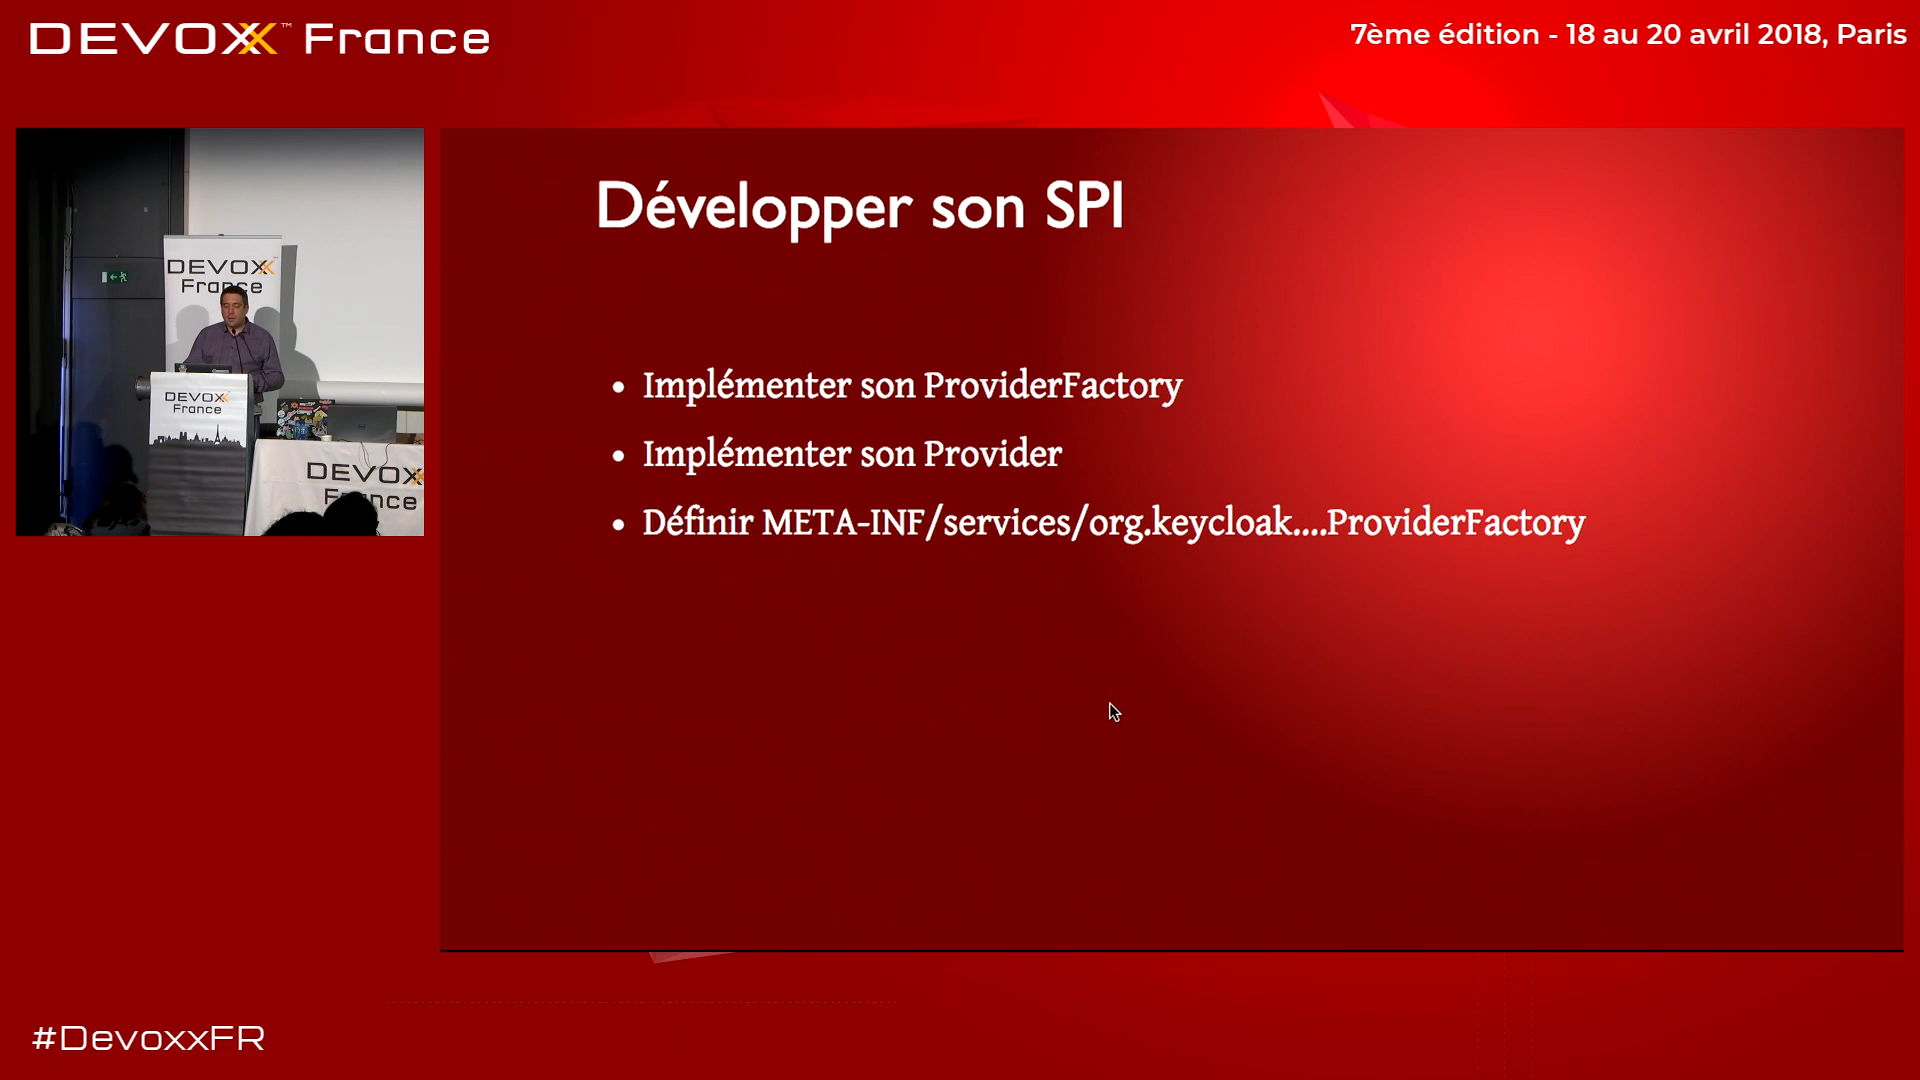 DEVOXX™ France
7ème édition - 18 au 20 avril 2018, Paris
DEVOXX
France
DEVOXX
France
DEVOXX
France
Développer son SPI
• Implémenter son ProviderFactory
• Implémenter son Provider
• Définir META-INF/services/org.keycloak....ProviderFactory
#DevoxxFR